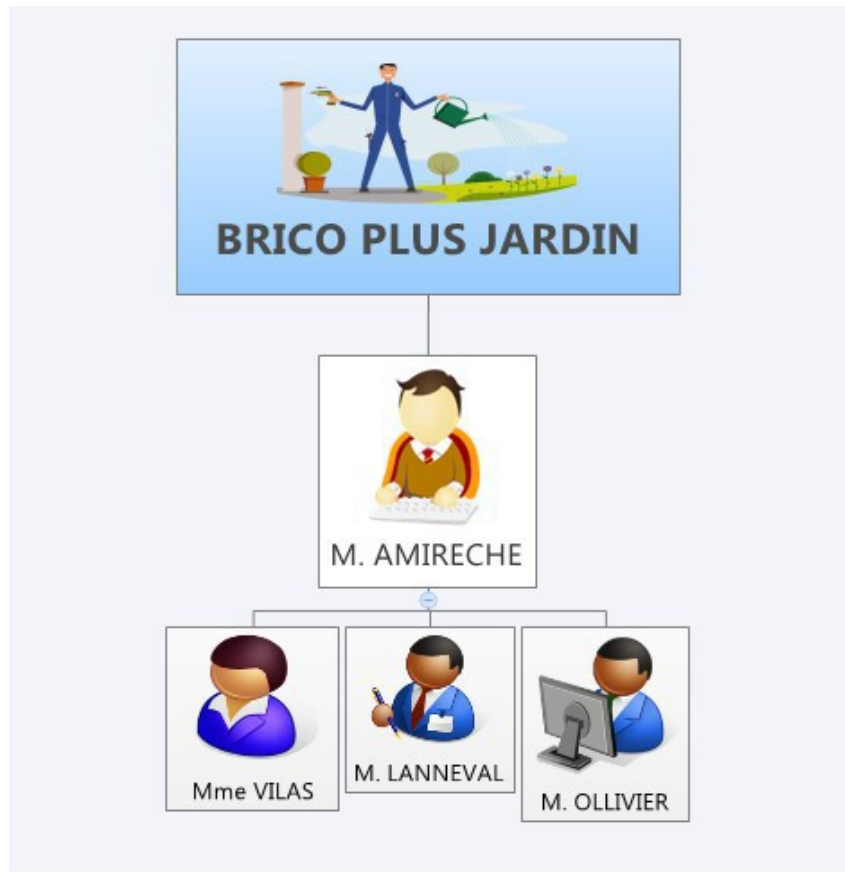 BRICO PLUS JARDIN
M. AMIRECHE
Mme VILAS
M. LANNEVAL
M. OLLIVIER